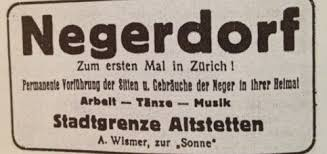 Negerdorf
Zum ersten Mal in Zürich !
Permanente Vorführung der Sitten u. Gebräuche der Neger in ihrer Heimat
Arbeit — Tänze — Musik
Stadtgrenze Altstetten
A. Wismer, zur „Sonne"